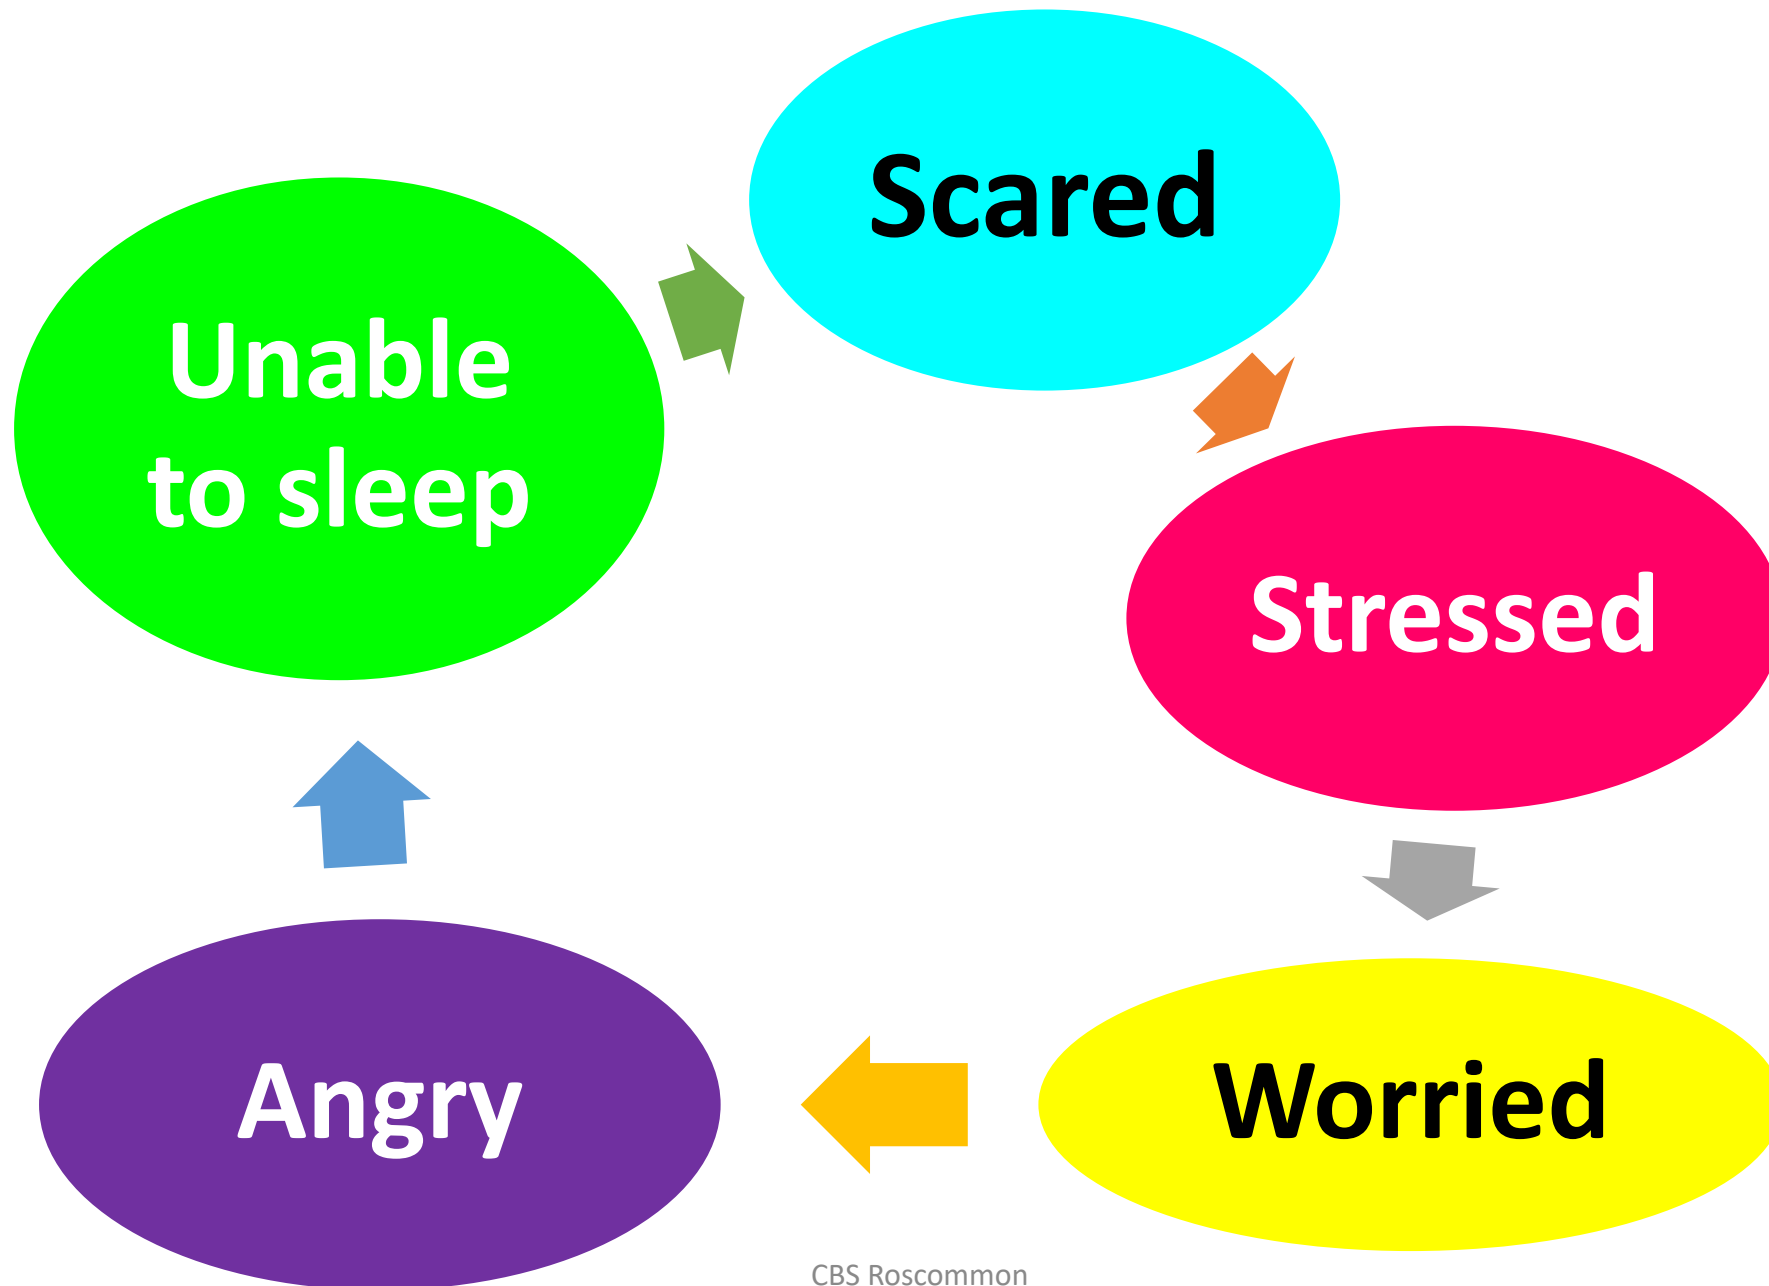 Scared
Unable
to sleep
Stressed
Angry
Worried
CBS Roscommon